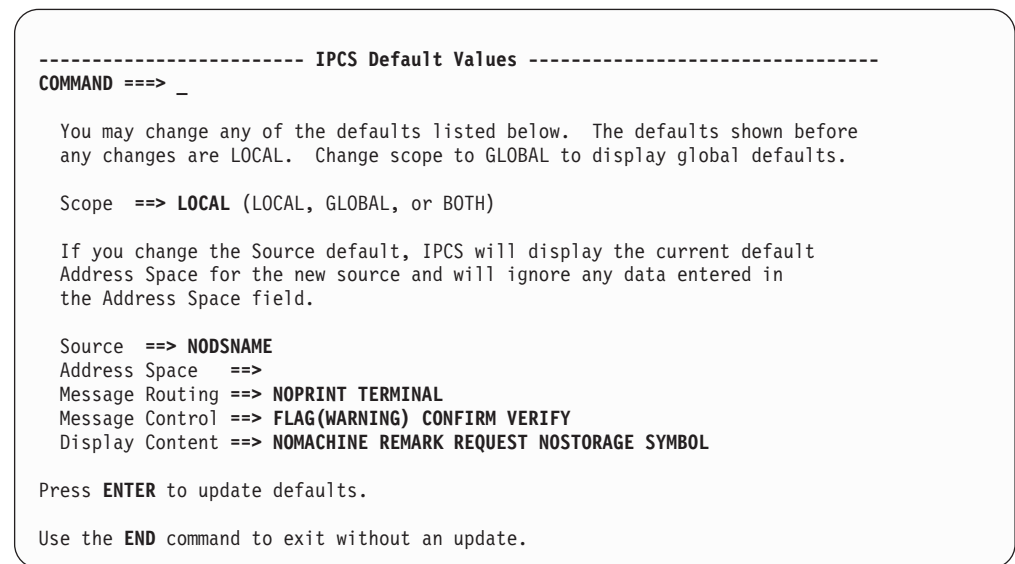 ------------------------- IPCS Default Values ---------------------------------
COMMAND ===> _
You may change any of the defaults listed below.  The defaults shown before
any changes are LOCAL.  Change scope to GLOBAL to display global defaults.
Scope  ==> LOCAL (LOCAL, GLOBAL, or BOTH)
If you change the Source default, IPCS will display the current default
Address Space for the new source and will ignore any data entered in
the Address Space field.
Source  ==> NODSNAME
Address Space   ==>
Message Routing ==> NOPRINT TERMINAL
Message Control ==> FLAG(WARNING) CONFIRM VERIFY
Display Content ==> NOMACHINE REMARK REQUEST NOSTORAGE SYMBOL
Press ENTER to update defaults.
Use the END command to exit without an update.